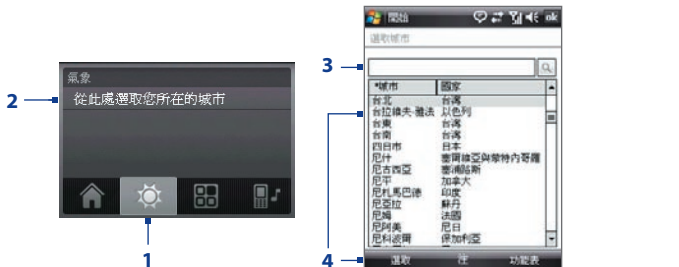 氣象
從此處選取您所在的城市
1
2
3
4
開始
ok
選取城市
*城市 國家
台北 台灣
台拉維夫-雅法 以色列
台東 台灣
台南 台灣
四日市 日本
尼什 塞爾維亞與蒙特內哥羅
尼古西亞 塞浦路斯
尼平 加拿大
尼札馬巴德 印度
尼亞拉 蘇丹
尼姆 法國
尼阿美 尼日
尼科波爾 保加利亞
選取 注 功能表